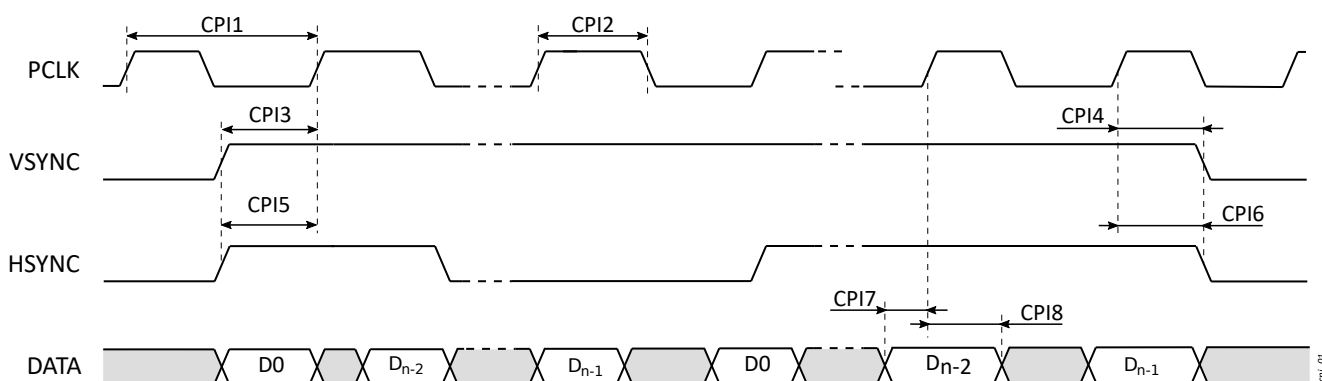 CPI1
CPI2
PCLK
CPI3
CPI4
VSYNC
CPI5
CPI6
HSYNC
CPI7
CPI8
DATA
D0
Dn-2
Dn-1
D0
Dn-2
Dn-1